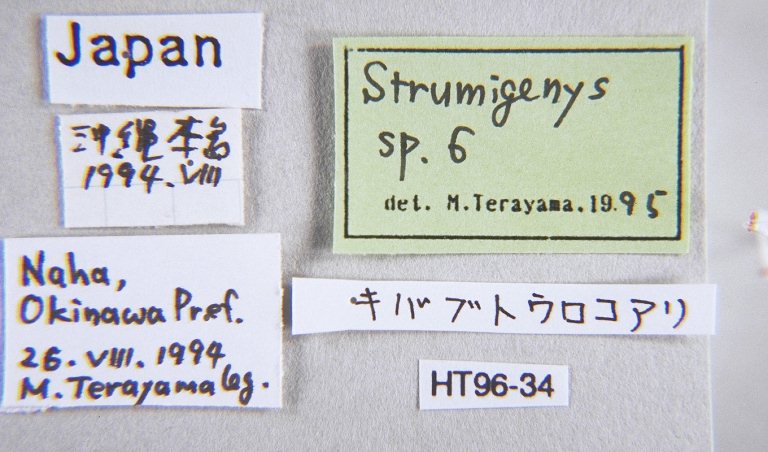 Japan
沖縄本島
1994.VIII
Naha,
Okinawa Pref.
26.VIII.1994
M.Terayama leg.
Strumigenys
sp. 6
det. M.Terayama.1995
キバブトウロコアリ
HT96-34